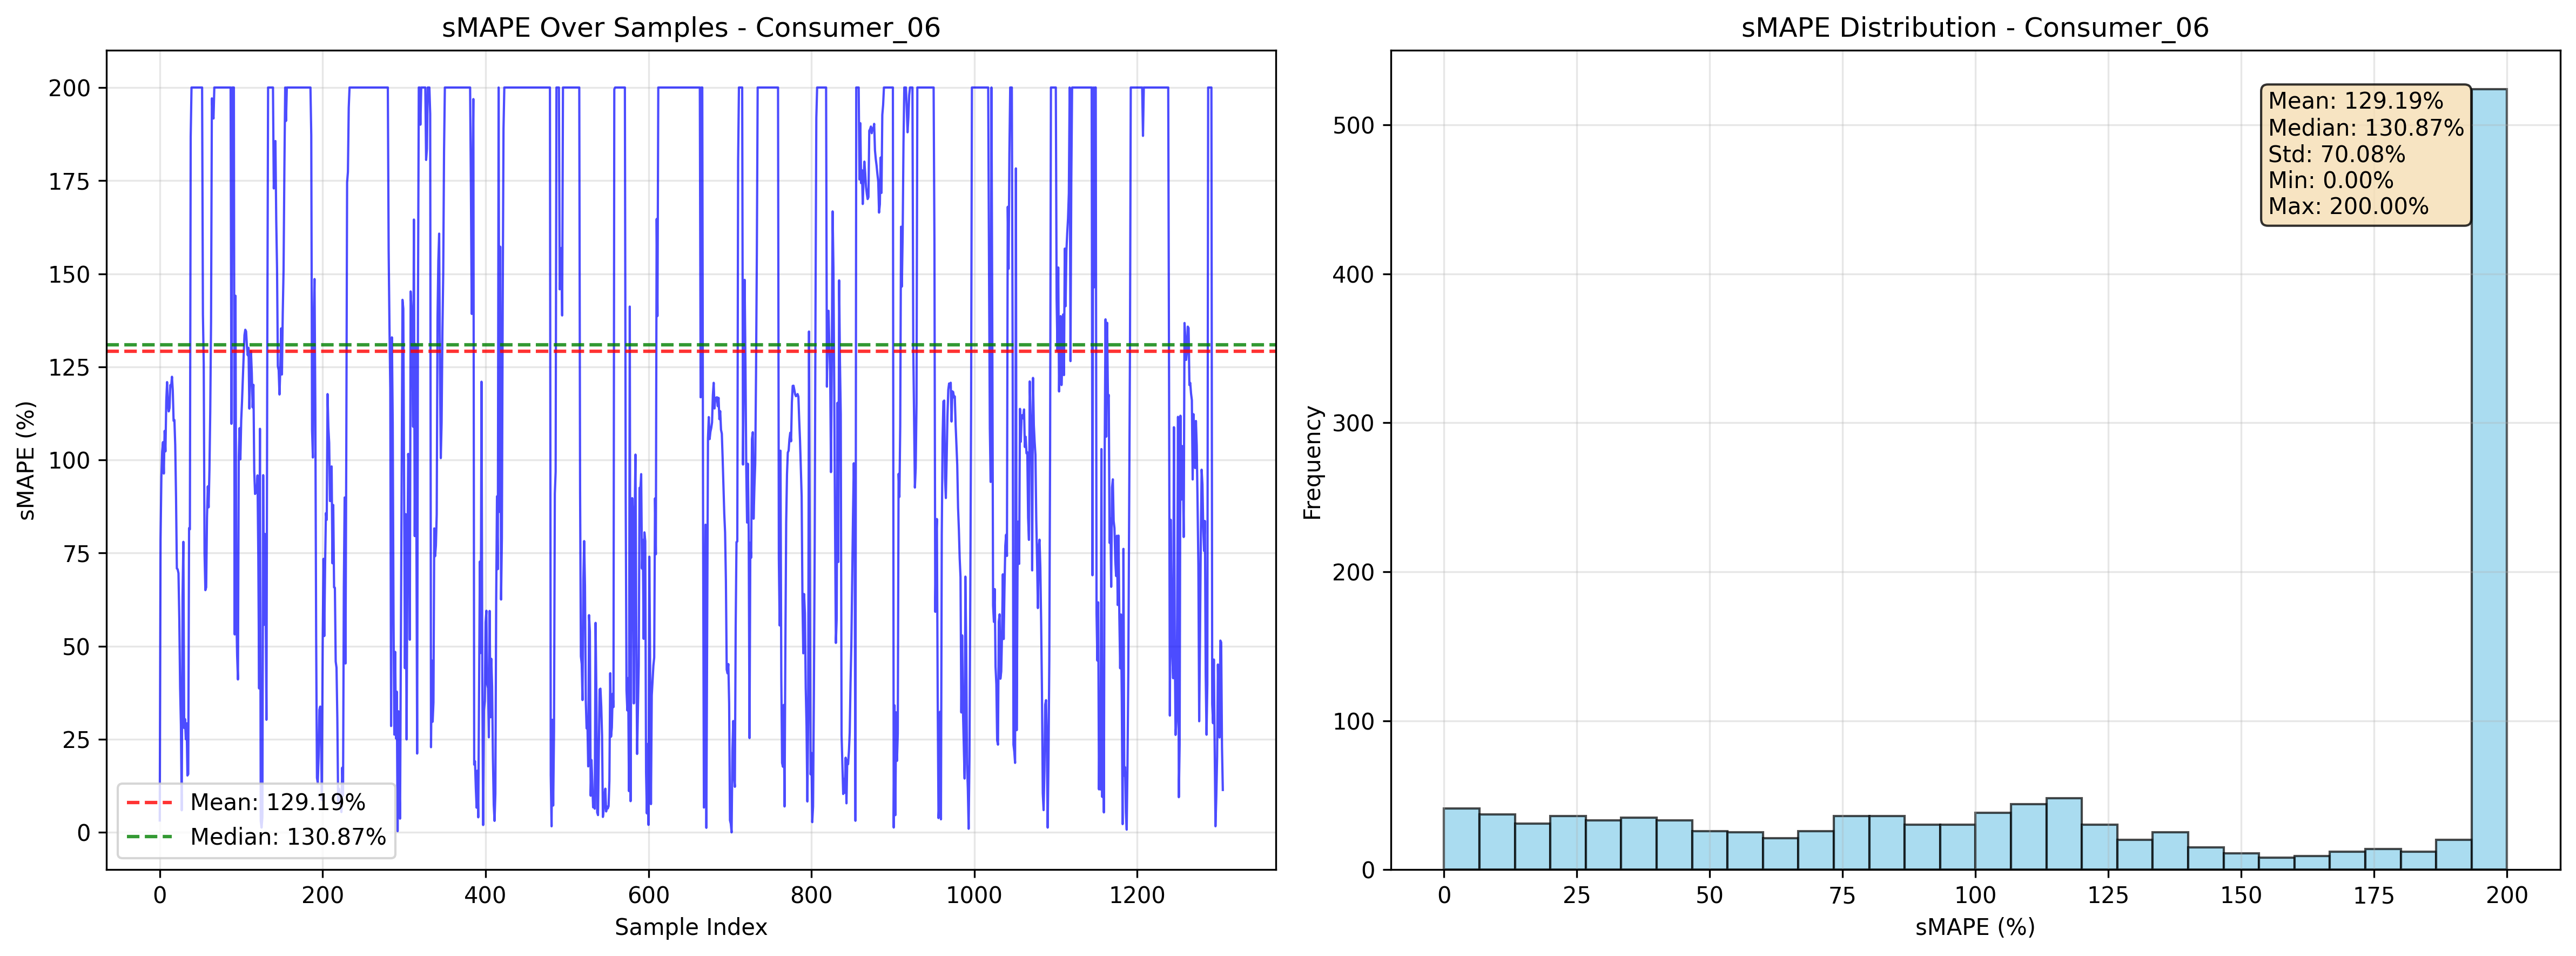 sMAPE Over Samples - Consumer_06
200
175
150
125
100
75
50
25
0
sMAPE (%)
Mean: 129.19%
Median: 130.87%
0
200
400
600
800
1000
1200
Sample Index
sMAPE Distribution - Consumer_06
500
400
300
200
100
0
Frequency
Mean: 129.19%
Median: 130.87%
Std: 70.08%
Min: 0.00%
Max: 200.00%
0
25
50
75
100
125
150
175
200
sMAPE (%)